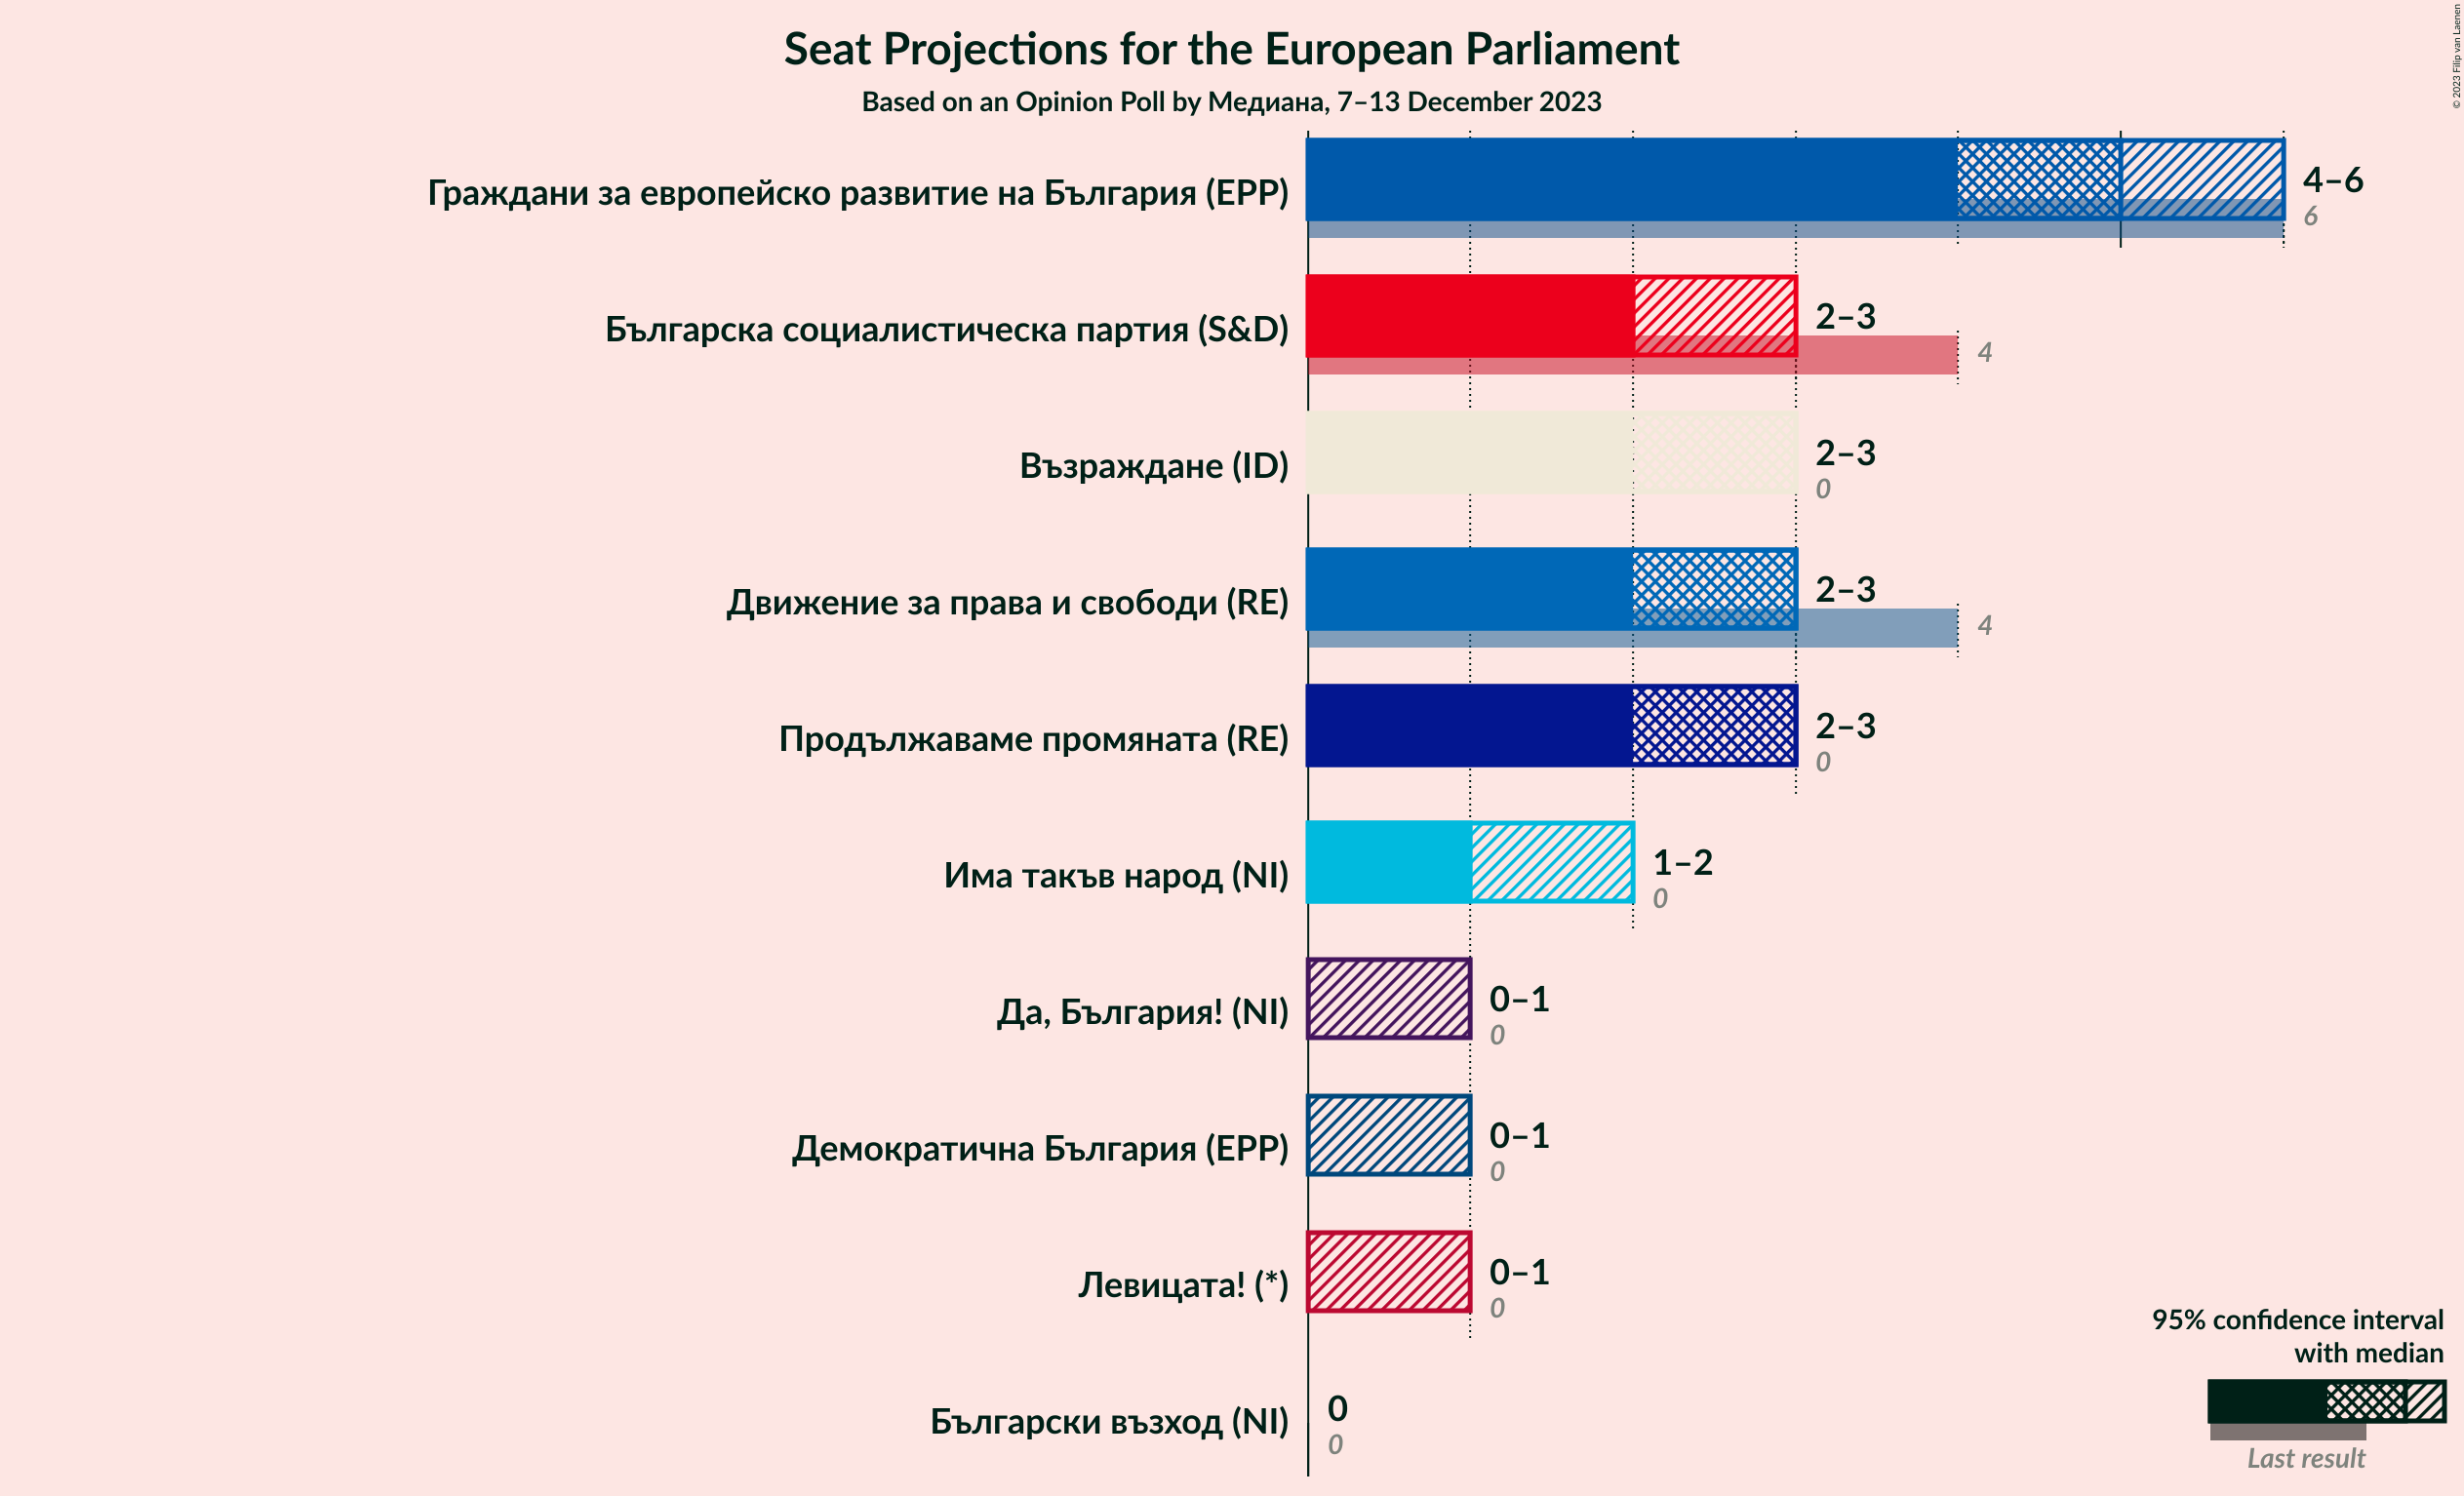 © 2023 Filip van Laenen
Seat Projections for the European Parliament
Based on an Opinion Poll by Медиана, 7–13 December 2023
Граждани за европейско развитие на България (EPP)
4–6
6
Българска социалистическа партия (S&D)
2–3
4
Възраждане (ID)
2–3
0
Движение за права и свободи (RE)
2–3
4
Продължаваме промяната (RE)
2–3
0
Има такъв народ (NI)
1–2
0
Да, България! (NI)
0–1
0
Демократична България (EPP)
0–1
0
Левицата! (*)
0–1
0
Български възход (NI)
0
0
95% confidence interval
with median
Last result